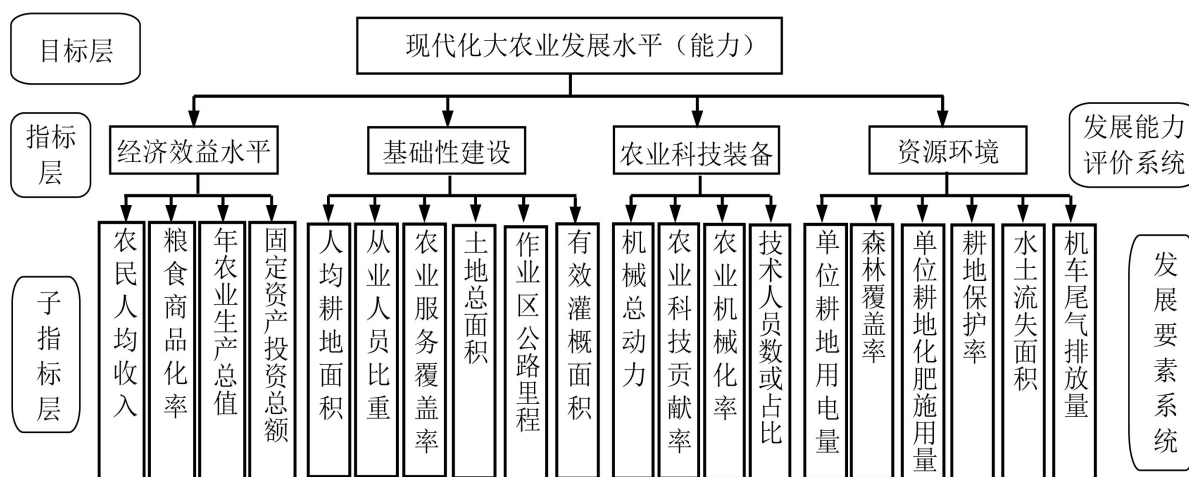 目标层
现代化大农业发展水平（能力）
指标
层
经济效益水平
基础性建设
农业科技装备
资源环境
发展能力
评价系统
子指标层
农民人均收入
粮食商品化率
年农业生产总值
固定资产投资总额
人均耕地面积
从业人员比重
农业服务覆盖率
土地总面积
作业区公路里程
有效灌概面积
机械总动力
农业科技贡献率
农业机械化率
技术人员数或占比
单位耕地用电量
森林覆盖率
单位耕地化肥施用量
耕地保护率
水土流失面积
机车尾气排放量
发展要素系统